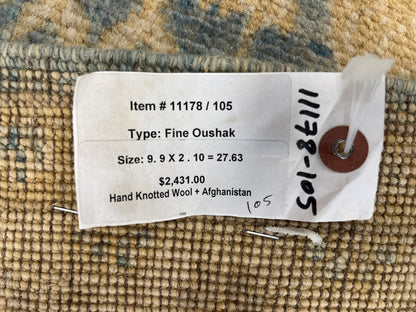 Item # 11178 / 105
Type: Fine Oushak
Size: 9. 9 X 2 . 10 = 27.63
$2,431.00
Hand Knotted Wool + Afghanistan
105
11178-105